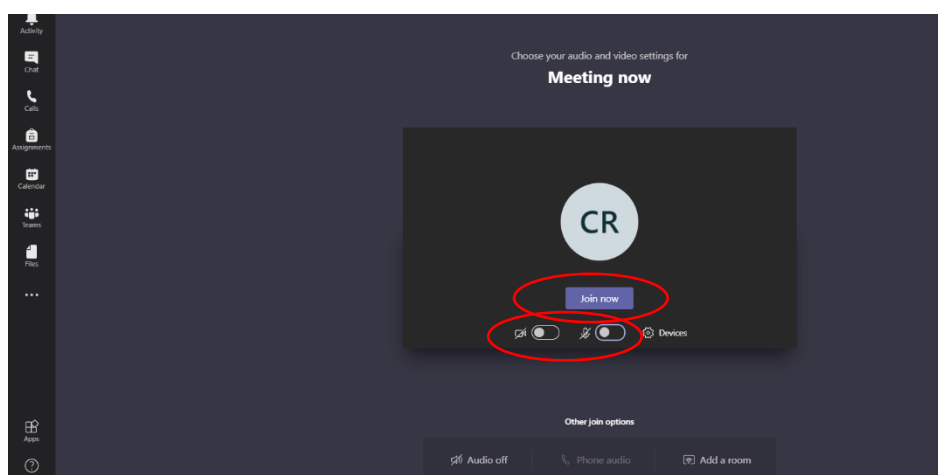 Activity
Chat
Calls
Assignments
Calendar
Teams
Files
Apps
Choose your audio and video settings for
Meeting now
CR
Join now
Devices
Other join options
Audio off
Phone audio
Add a room